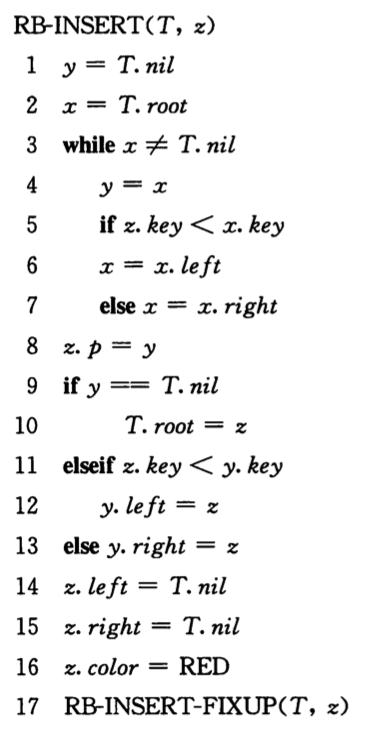 RB-INSERT(T, z)
1 y = T.nil
2 x = T.root
3 while x ≠ T.nil
4 y = x
5 if z.key < x.key
6 x = x.left
7 else x = x.right
8 z.p = y
9 if y == T.nil
10 T.root = z
11 elseif z.key < y.key
12 y.left = z
13 else y.right = z
14 z.left = T.nil
15 z.right = T.nil
16 z.color = RED
17 RB-INSERT-FIXUP(T, z)